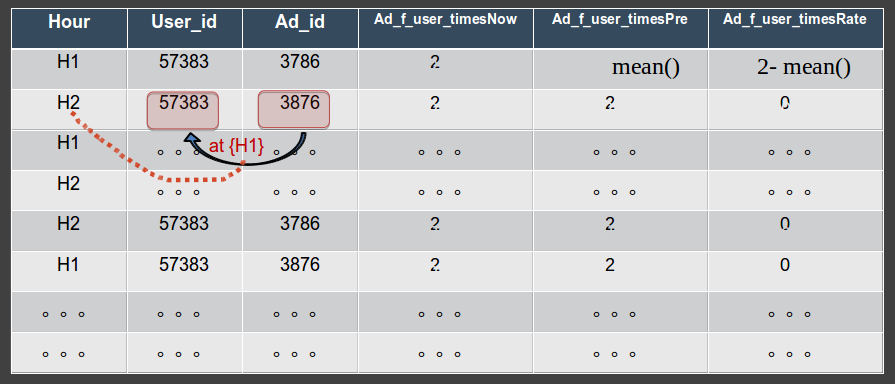 Hour User_id Ad_id Ad_f_user_timesNow Ad_f_user_timesPre Ad_f_user_timesRate
H1 57383 3786 2 mean() 2- mean()
H2 57383 3876 2 2 0
H1 。。。 at {H1} 。。。 。。。 。。。 。。。
H2 。。。 。。。 。。。 。。。 。。。
H2 57383 3786 2 2 0
H1 57383 3876 2 2 0
。。。 。。。 。。。 。。。 。。。 。。。
。。。 。。。 。。。 。。。 。。。 。。。